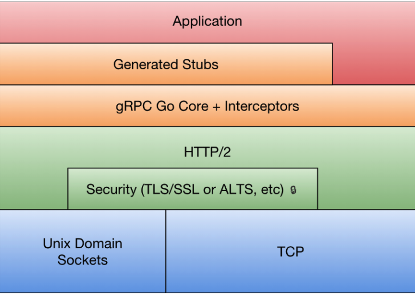 Application
Generated Stubs
gRPC Go Core + Interceptors
HTTP/2
Security (TLS/SSL or ALTS, etc) 🔒
Unix Domain
Sockets
TCP